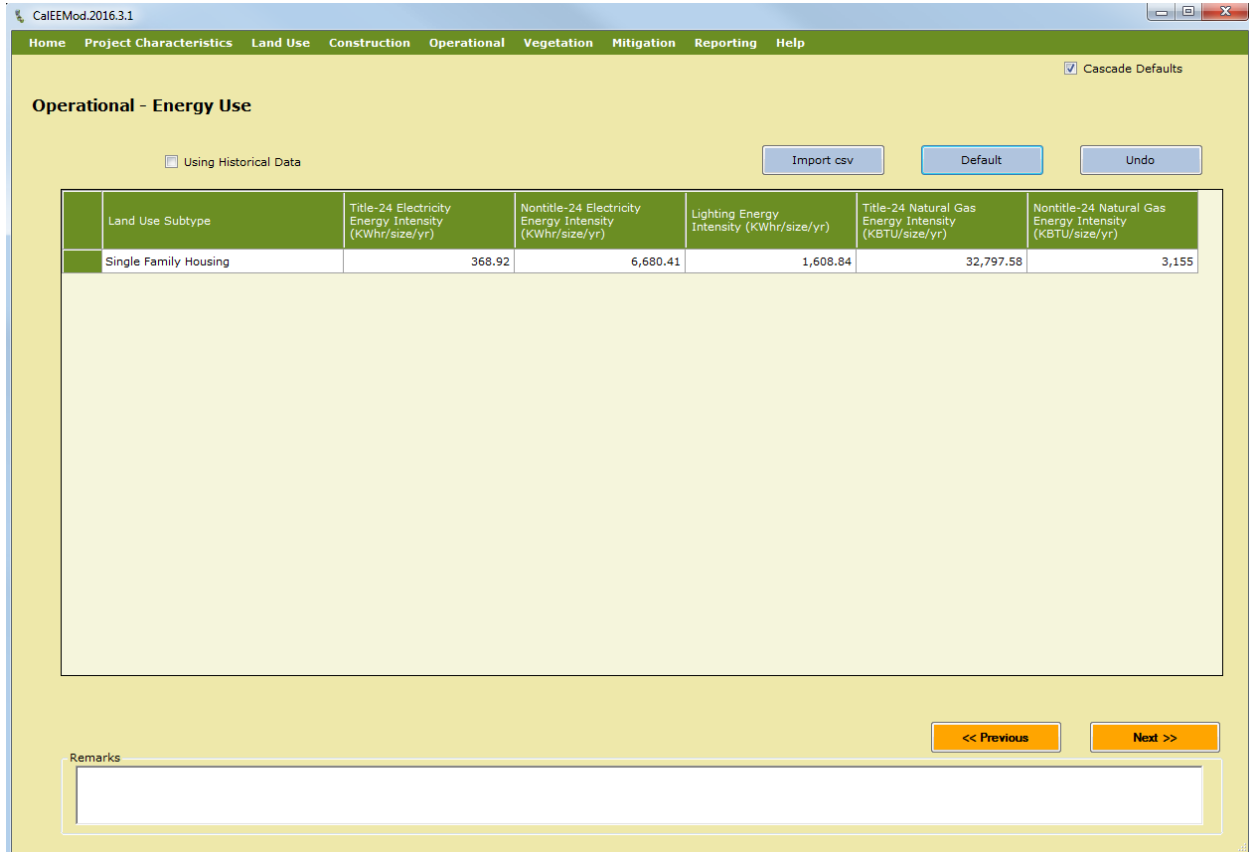 CalEEMod.2016.3.1
Home Project Characteristics Land Use Construction Operational Vegetation Mitigation Reporting Help
Cascade Defaults
Operational - Energy Use
Using Historical Data
Import csv
Default
Undo
Land Use Subtype
Title-24 Electricity
Energy Intensity
(KWhr/size/yr)
Nontitle-24 Electricity
Energy Intensity
(KWhr/size/yr)
Lighting Energy
Intensity (KWhr/size/yr)
Title-24 Natural Gas
Energy Intensity
(KBTU/size/yr)
Nontitle-24 Natural Gas
Energy Intensity
(KBTU/size/yr)
Single Family Housing 368.92 6,680.41 1,608.84 32,797.58 3,155
<< Previous
Next >>
Remarks